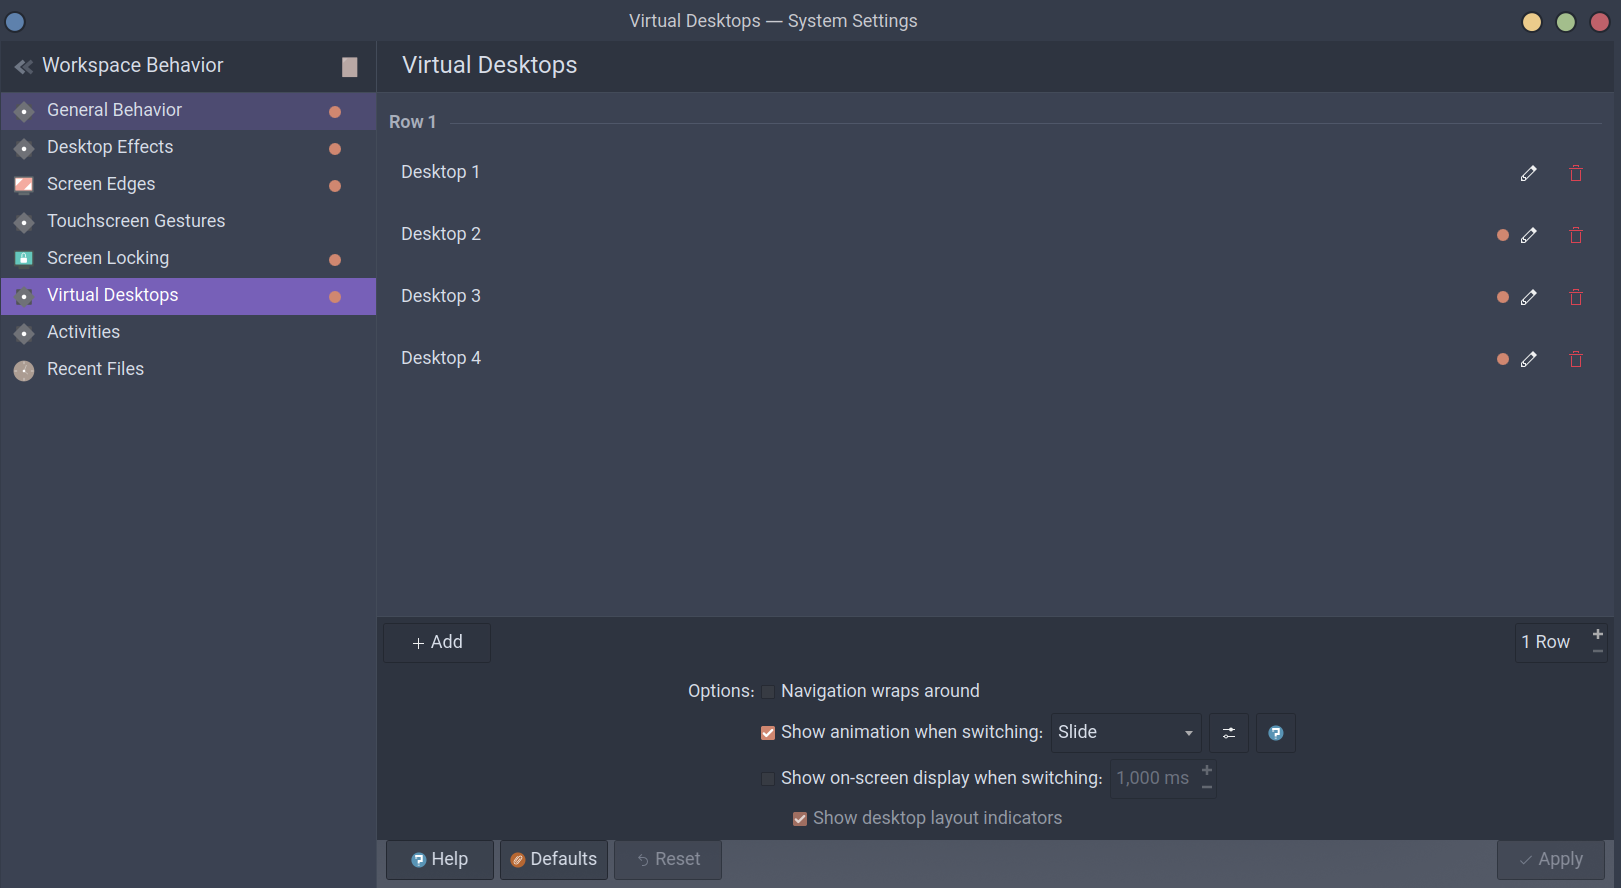 Virtual Desktops — System Settings
Workspace Behavior
Virtual Desktops
General Behavior
Desktop Effects
Screen Edges
Touchscreen Gestures
Screen Locking
Virtual Desktops
Activities
Recent Files
Row 1
Desktop 1
Desktop 2
Desktop 3
Desktop 4
Add
1 Row
Options: Navigation wraps around
Show animation when switching: Slide
Show on-screen display when switching: 1,000 ms
Show desktop layout indicators
Help Defaults Reset Apply